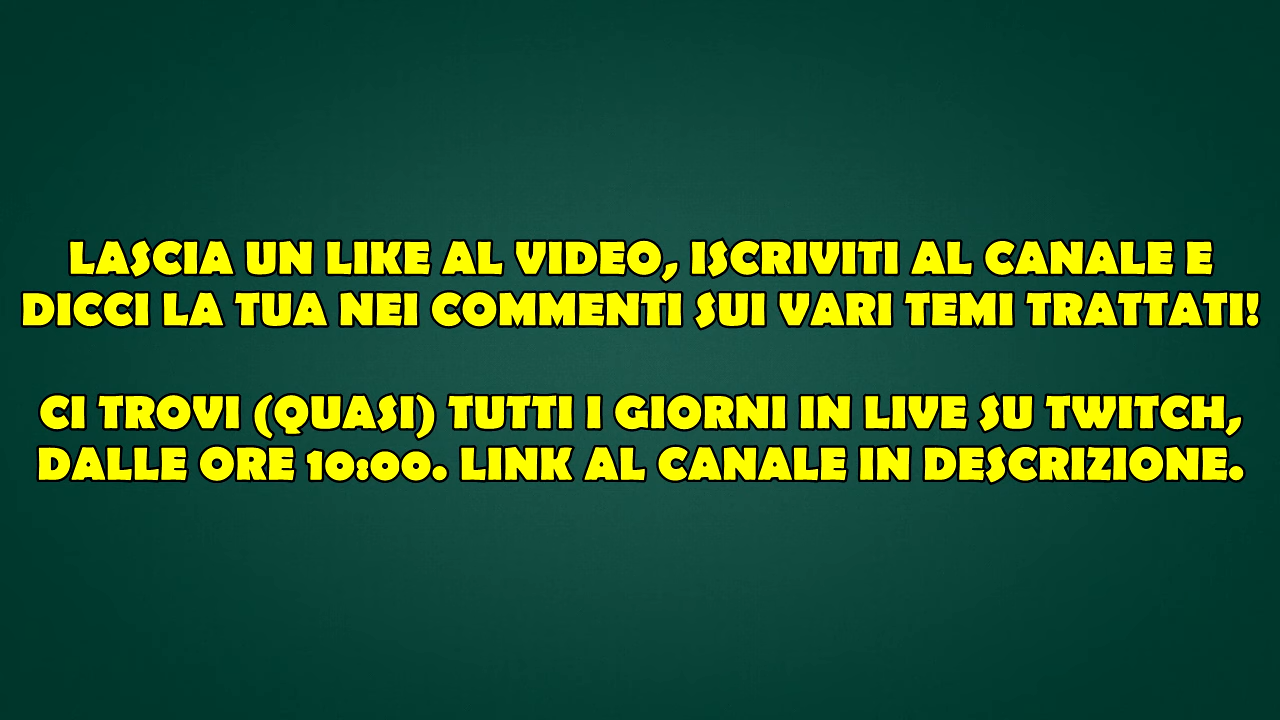 LASCIA UN LIKE AL VIDEO, ISCRIVITI AL CANALE E
DICCI LA TUA NEI COMMENTI SUI VARI TEMI TRATTATI!
CI TROVI (QUASI) TUTTI I GIORNI IN LIVE SU TWITCH,
DALLE ORE 10:00. LINK AL CANALE IN DESCRIZIONE.